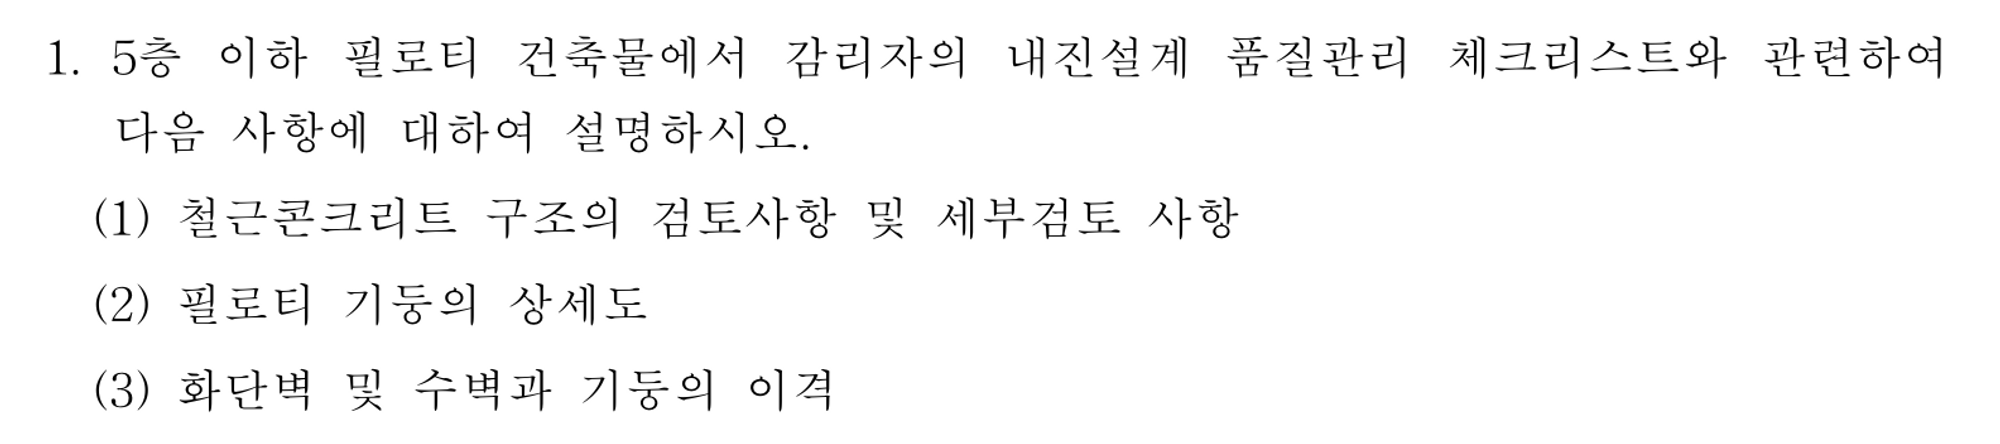 1. 5층 이하 필로티 건축물에서 감리자의 내진설계 품질관리 체크리스트와 관련하여
다음 사항에 대하여 설명하시오.
(1) 철근콘크리트 구조의 검토사항 및 세부검토 사항
(2) 필로티 기둥의 상세도
(3) 화단벽 및 수벽과 기둥의 이격